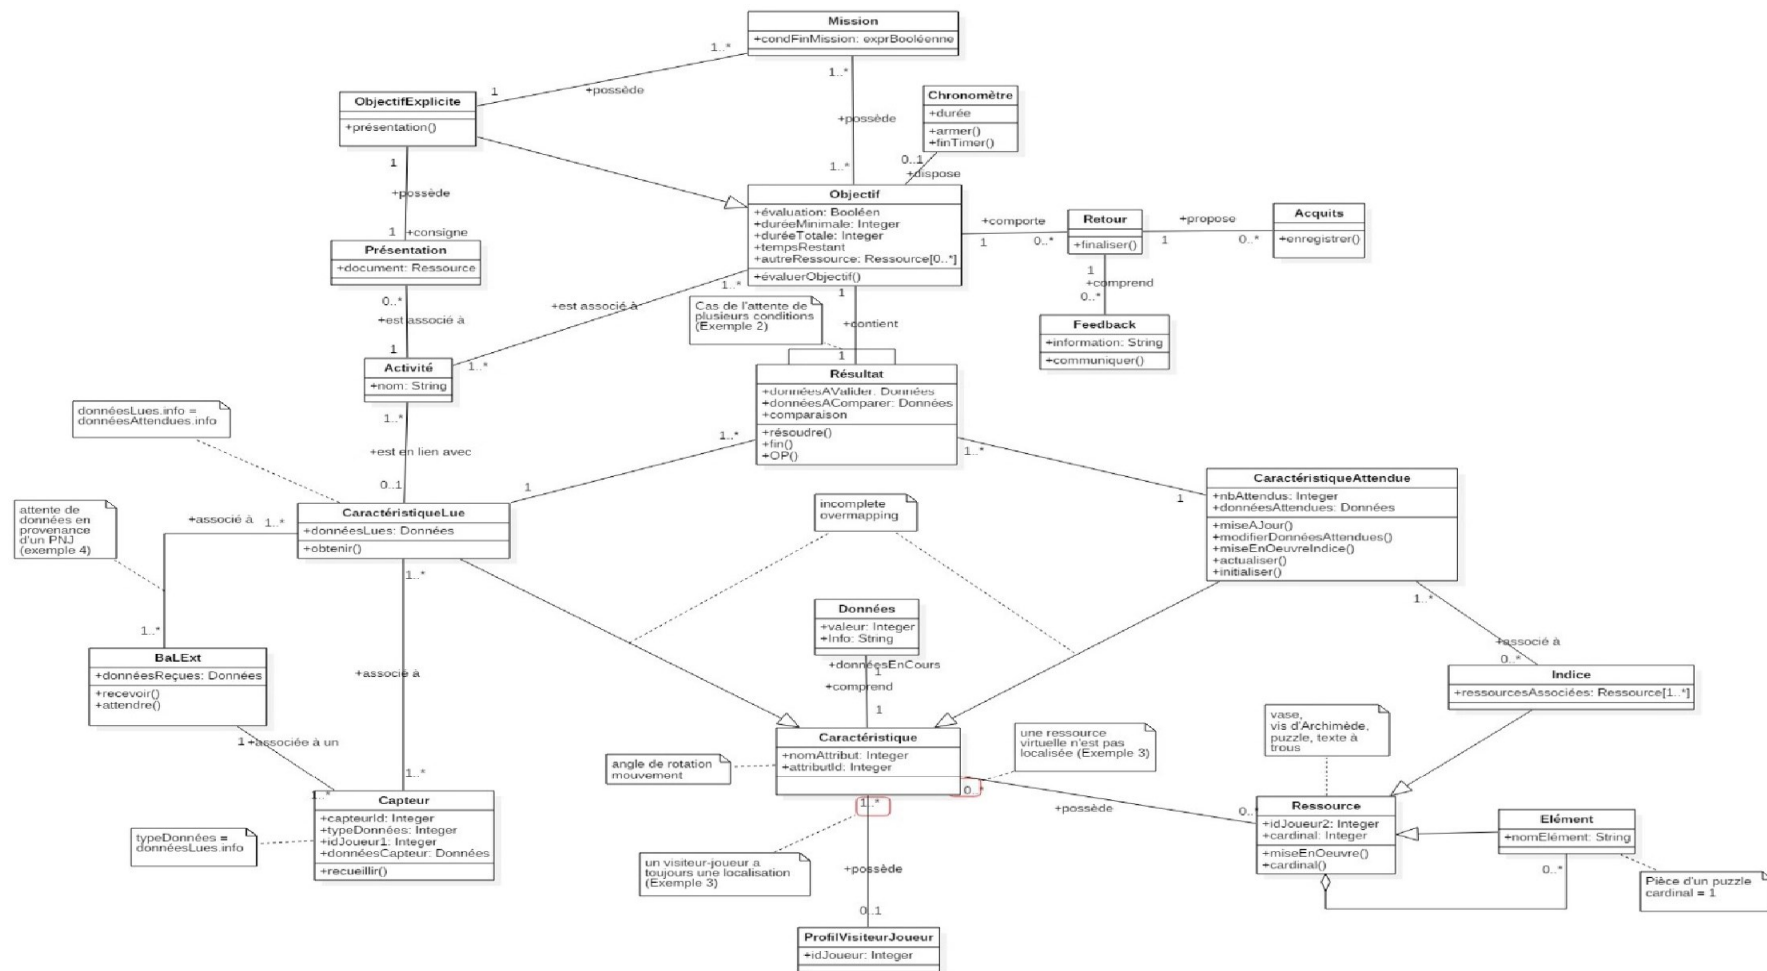 Mission
+condFinMission: exprBooléenne
1..*
1..*
+possède
1
ObjectifExplicite
+présentation()
Chronomètre
+durée
+armer()
+finTimer()
+possède
0..1
+dispose
1..*
1
+possède
1
+consigne
Objectif
+évaluation: Booléen
+duréeMinimale: Integer
+duréeTotale: Integer
+tempsRestant
+autreRessource: Ressource[0..*]
+évaluerObjectif()
+comporte
1
0..*
Retour
+finaliser()
+propose
1
0..*
Acquits
+enregistrer()
Présentation
+document: Ressource
0..*
+est associé à
1
1..*
+est associé à
1..*
1
+comprend
0..*
Feedback
+information: String
+communiquer()
Cas de l'attente de
plusieurs conditions
(Exemple 2)
1
+contient
1
Activité
+nom: String
Résultat
+donnéesAValider: Données
+donnéesAComparer: Données
+comparaison
+résoudre()
+fin()
+OP()
donnéesLues.info =
donnéesAttendues.info
1..*
+est en lien avec
0..1
1..*
1
1..*
1
CaractéristiqueAttendue
+nbAttendus: Integer
+donnéesAttendues: Données
+miseAJour()
+modifierDonnéesAttendues()
+miseEnOeuvreIndice()
+actualiser()
+initialiser()
attente de
données en
provenance
d'un PNJ
(exemple 4)
+associé à
1..*
CaractéristiqueLue
+donnéesLues: Données
+obtenir()
incomplete
overmapping
1..*
1..*
+associé à
0..*
Données
+valeur: Integer
+Info: String
+donnéesEnCours
1
+comprend
1
1..*
BaLExt
+donnéesReçues: Données
+recevoir()
+attendre()
+associé à
Indice
+ressourcesAssociées: Ressource[1..*]
1
+associée à un
1..*
1..*
Caractéristique
+nomAttribut: Integer
+attributId: Integer
angle de rotation
mouvement
une ressource
virtuelle n'est pas
localisée (Exemple 3)
vase,
vis d'Archimède,
puzzle, texte à
trous
0..*
+possède
0..*
1..*
Capteur
+capteurId: Integer
+typeDonnées: Integer
+idJoueur1: Integer
+donnéesCapteur: Données
+recueillir()
typeDonnées =
donnéesLues.info
Ressource
+idJoueur2: Integer
+cardinal: Integer
+miseEnOeuvre()
+cardinal()
Elément
+nomElément: String
0..*
Pièce d'un puzzle
cardinal = 1
un visiteur-joueur a
toujours une localisation
(Exemple 3)
+possède
0..1
ProfilVisiteurJoueur
+idJoueur: Integer